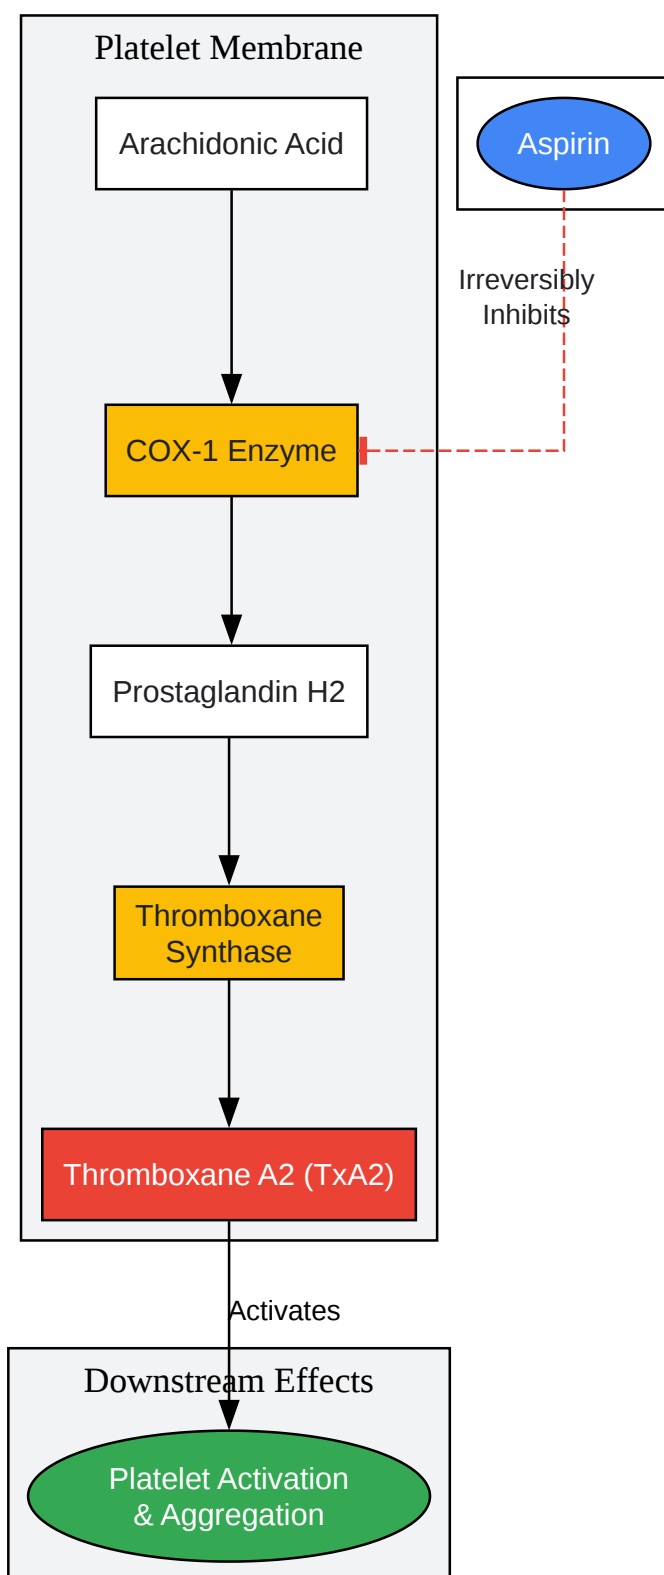 Platelet Membrane
Arachidonic Acid
Aspirin
Irreversibly
Inhibits
COX-1 Enzyme
Prostaglandin H2
Thromboxane
Synthase
Thromboxane A2 (TxA2)
Activates
Downstream Effects
Platelet Activation
& Aggregation